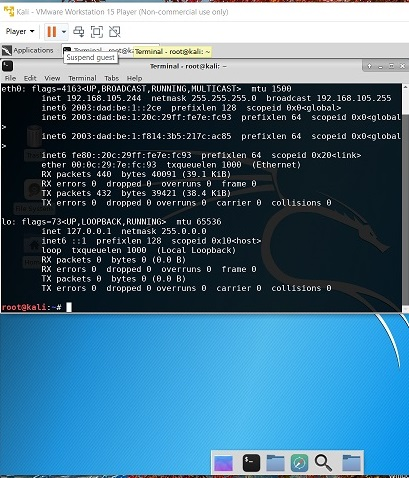 Kali - VMware Workstation 15 Player (Non-commercial use only)
Player
Applications
Terminal - root@ka
Terminal - root@kali: ~
Suspend guest
Terminal - root@kali: ~
File Edit View Terminal Tabs Help
eth0: flags=4163<UP,BROADCAST,RUNNING,MULTICAST> mtu 1500
inet 192.168.105.244 netmask 255.255.255.0 broadcast 192.168.105.255
inet6 2003:dad:be:1::2ce prefixlen 128 scopeid 0x0<global>
inet6 2003:dad:be:1:20c:29ff:fe7e:fc93 prefixlen 64 scopeid 0x0<global
>
inet6 2003:dad:be:1:f814:3b5:217c:ac85 prefixlen 64 scopeid 0x0<global
>
inet6 fe80::20c:29ff:fe7e:fc93 prefixlen 64 scopeid 0x20<link>
ether 00:0c:29:7e:fc:93 txqueuelen 1000 (Ethernet)
RX packets 440 bytes 40091 (39.1 KiB)
RX errors 0 dropped 0 overruns 0 frame 0
TX packets 432 bytes 39421 (38.4 KiB)
TX errors 0 dropped 0 overruns 0 carrier 0 collisions 0
lo: flags=73<UP,LOOPBACK,RUNNING> mtu 65536
inet 127.0.0.1 netmask 255.0.0.0
inet6 ::1 prefixlen 128 scopeid 0x10<host>
loop txqueuelen 1000 (Local Loopback)
RX packets 0 bytes 0 (0.0 B)
RX errors 0 dropped 0 overruns 0 frame 0
TX packets 0 bytes 0 (0.0 B)
TX errors 0 dropped 0 overruns 0 carrier 0 collisions 0
root@kali:~#